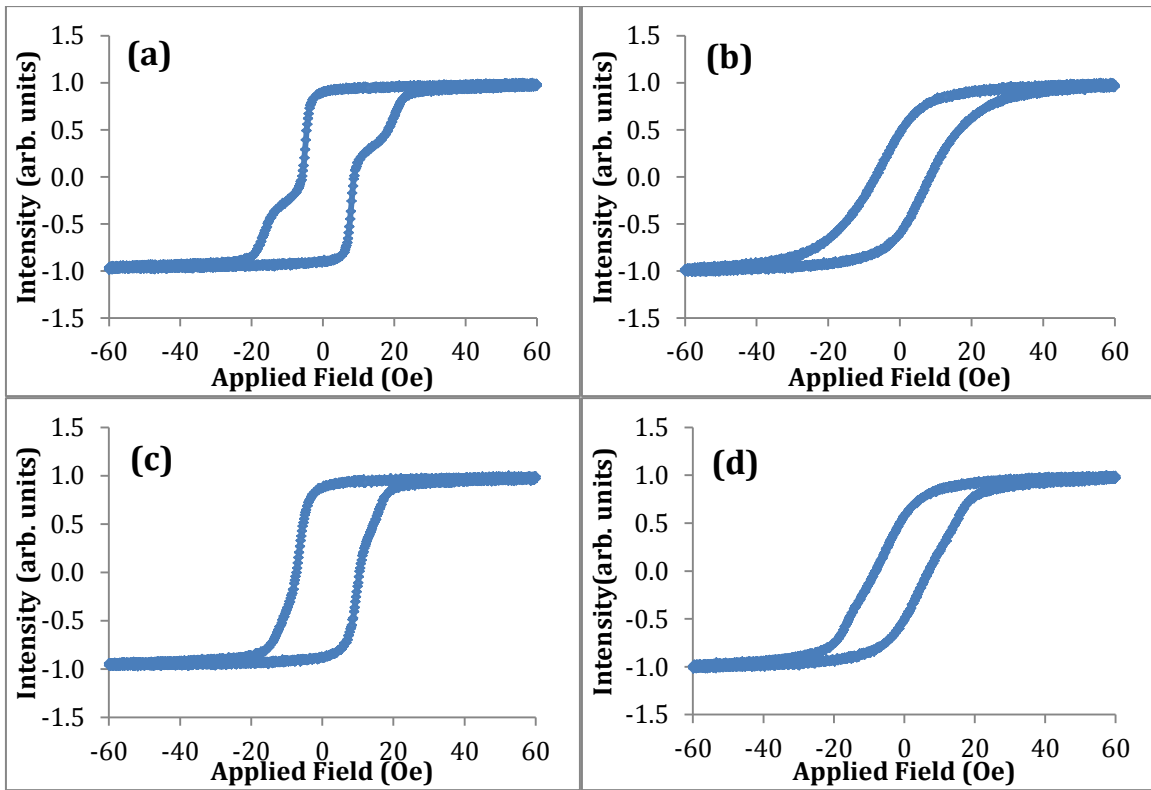 (a)
Intensity (arb. units)
1.5
1.0
0.5
0.0
-0.5
-1.0
-1.5
-60 -40 -20 0 20 40 60
Applied Field (Oe)
(b)
Intensity (arb. units)
1.5
1.0
0.5
0.0
-0.5
-1.0
-1.5
-60 -40 -20 0 20 40 60
Applied Field (Oe)
(c)
Intensity (arb. units)
1.5
1.0
0.5
0.0
-0.5
-1.0
-1.5
-60 -40 -20 0 20 40 60
Applied Field (Oe)
(d)
Intensity(arb. units)
1.5
1.0
0.5
0.0
-0.5
-1.0
-1.5
-60 -40 -20 0 20 40 60
Applied Field (Oe)